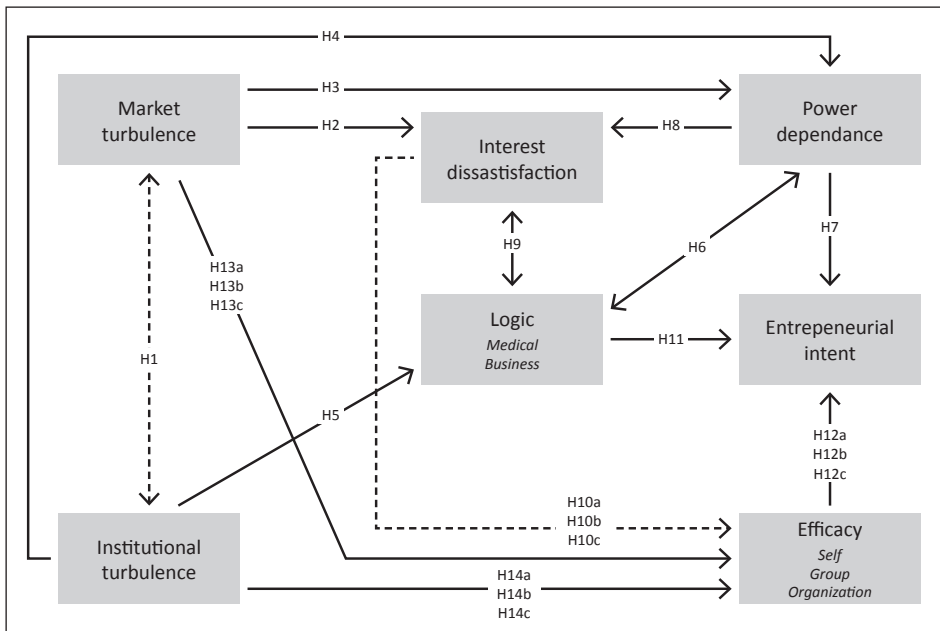 H4
Market
turbulence
H3
H2
Interest
dissastisfaction
H8
Power
dependance
H13a
H13b
H13c
H9
H6
H7
H1
Logic
Medical
Business
H11
Entrepeneurial
intent
H5
H12a
H12b
H12c
H10a
H10b
H10c
Institutional
turbulence
Efficacy
Self
Group
Organization
H14a
H14b
H14c